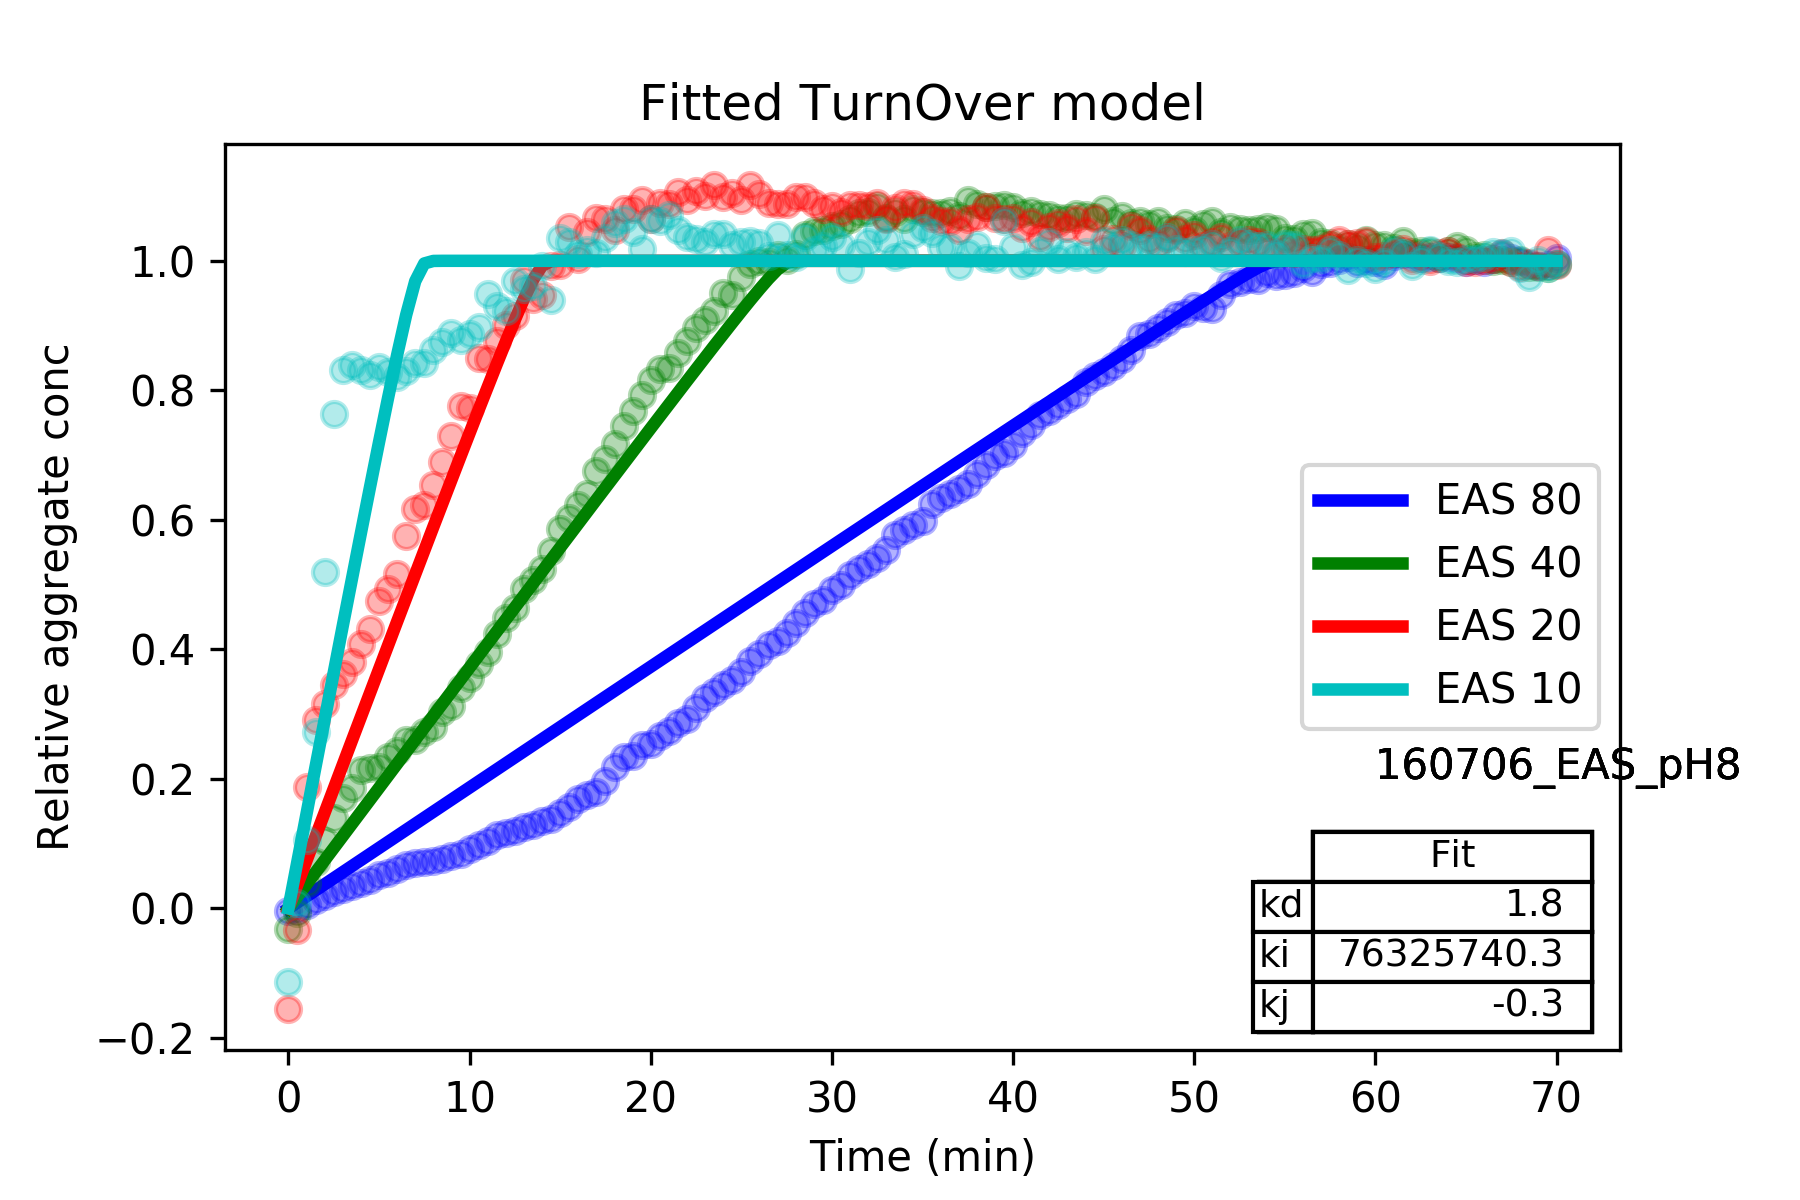 Fitted TurnOver model
Relative aggregate conc
1.0
0.8
0.6
0.4
0.2
0.0
−0.2
EAS 80
EAS 40
EAS 20
EAS 10
160706_EAS_pH8
Fit
kd 1.8
ki 76325740.3
kj -0.3
0 10 20 30 40 50 60 70
Time (min)